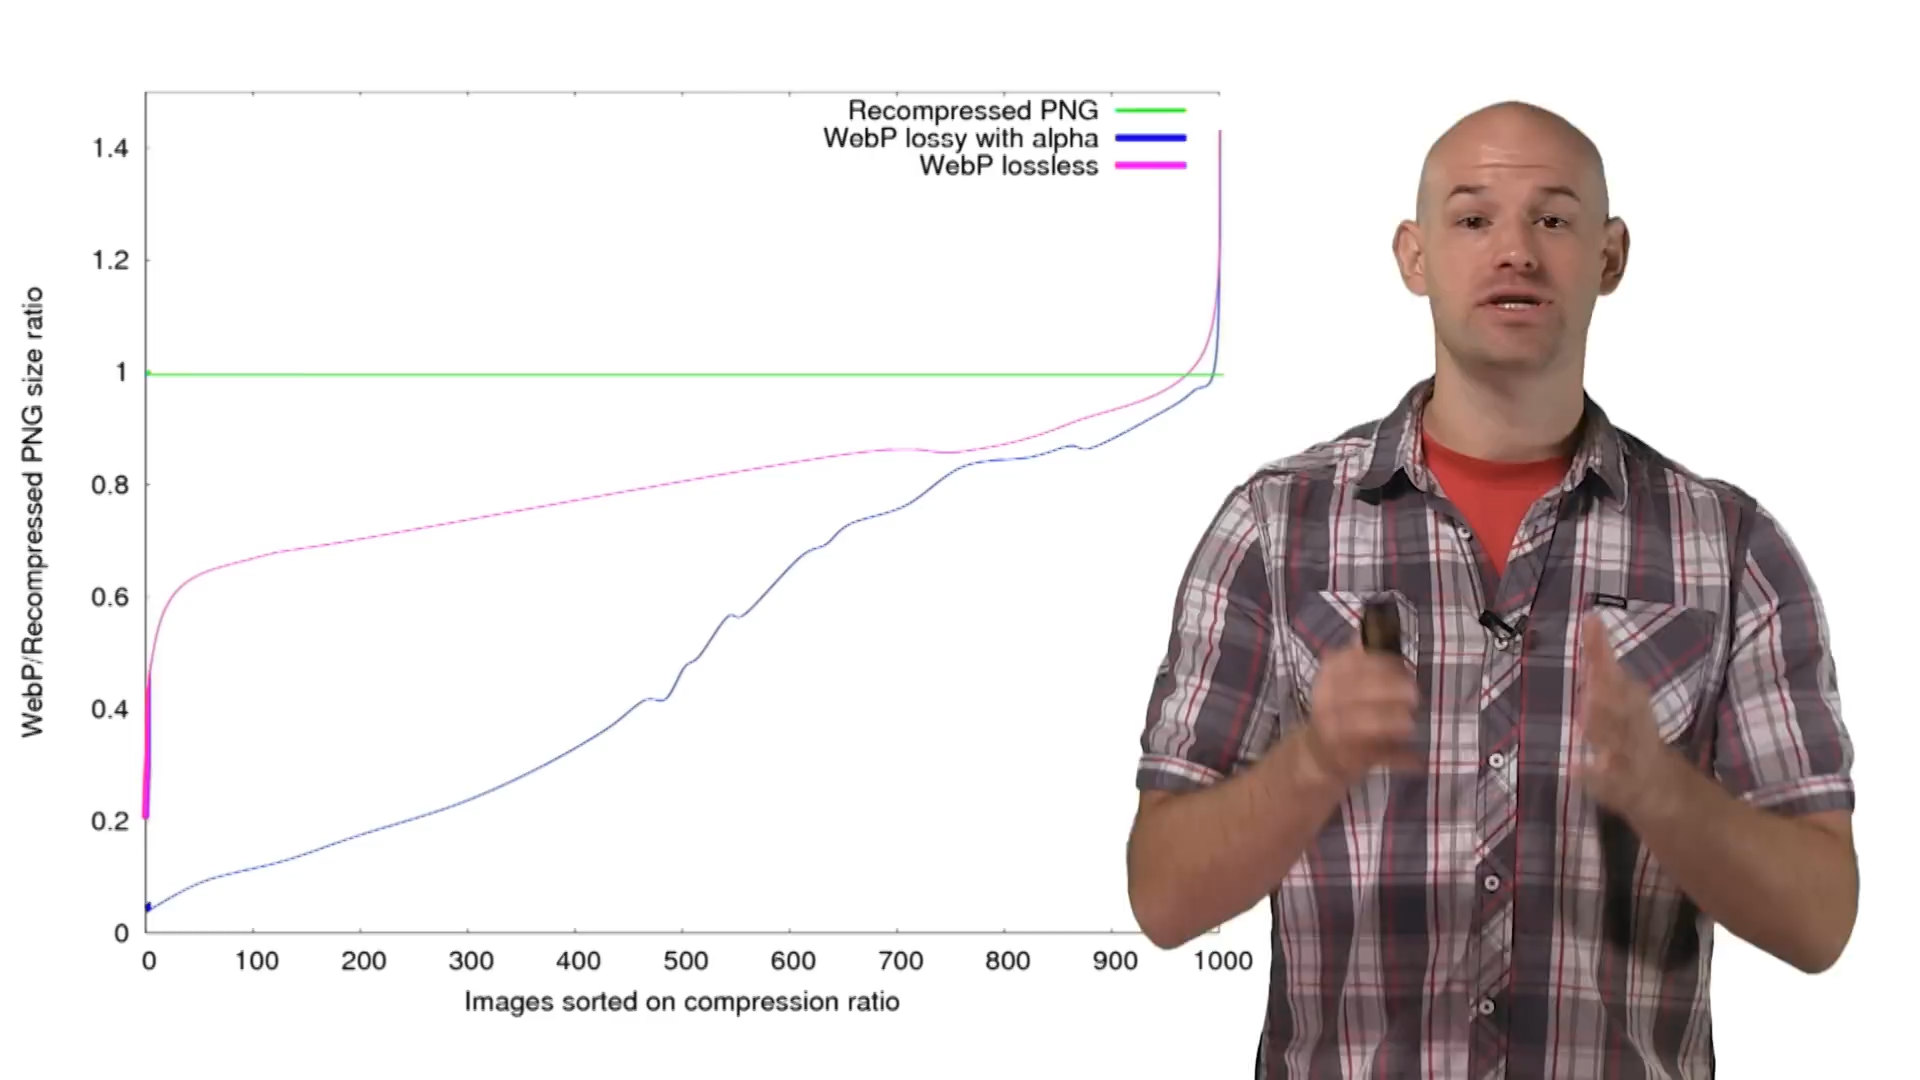 Recompressed PNG
WebP lossy with alpha
WebP lossless
1.4
1.2
1
0.8
0.6
0.4
0.2
0
WebP/Recompressed PNG size ratio
0 100 200 300 400 500 600 700 800 900 1000
Images sorted on compression ratio